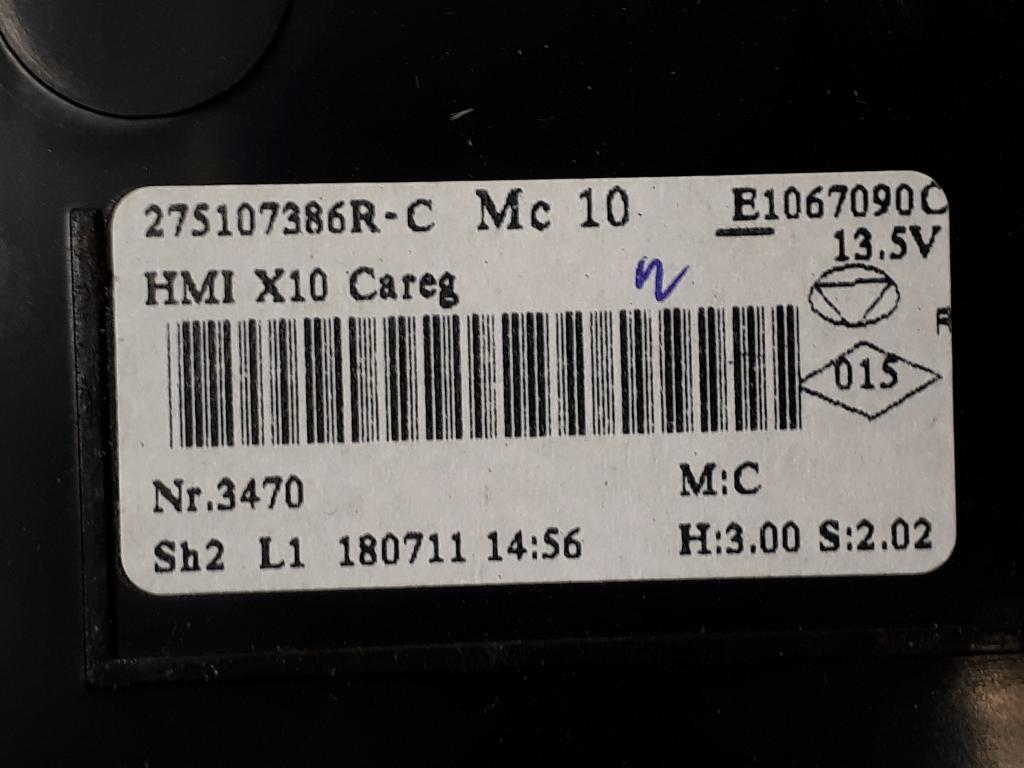 275107386R-C Mc 10 E1067090C
13.5V
HMI X10 Careg
R
015
Nr.3470 M:C
Sh2 L1 180711 14:56 H:3.00 S:2.02